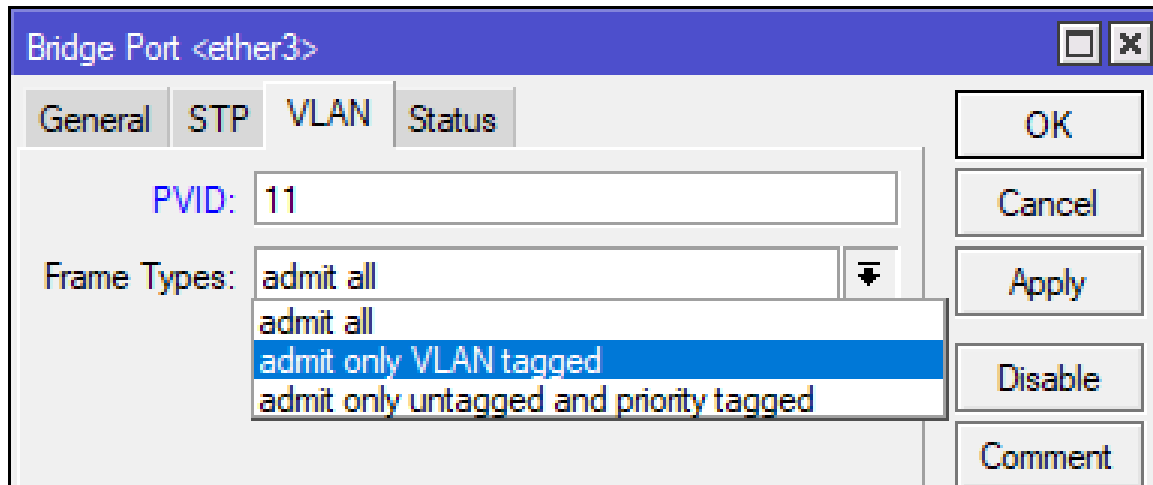 Bridge Port <ether3>
General STP VLAN Status
OK
PVID: 11
Cancel
Frame Types: admit all
Apply
admit all
admit only VLAN tagged
Disable
admit only untagged and priority tagged
Comment